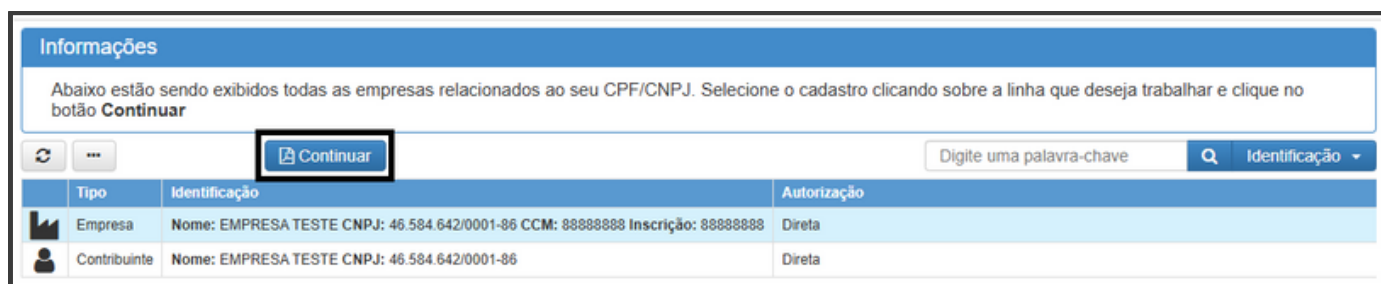 Informações
Abaixo estão sendo exibidos todas as empresas relacionados ao seu CPF/CNPJ. Selecione o cadastro clicando sobre a linha que deseja trabalhar e clique no
botão Continuar
Continuar Digite uma palavra-chave Identificação
Tipo Identificação Autorização
Empresa Nome: EMPRESA TESTE CNPJ: 46.584.642/0001-86 CCM: 88888888 Inscrição: 88888888 Direta
Contribuinte Nome: EMPRESA TESTE CNPJ: 46.584.642/0001-86 Direta